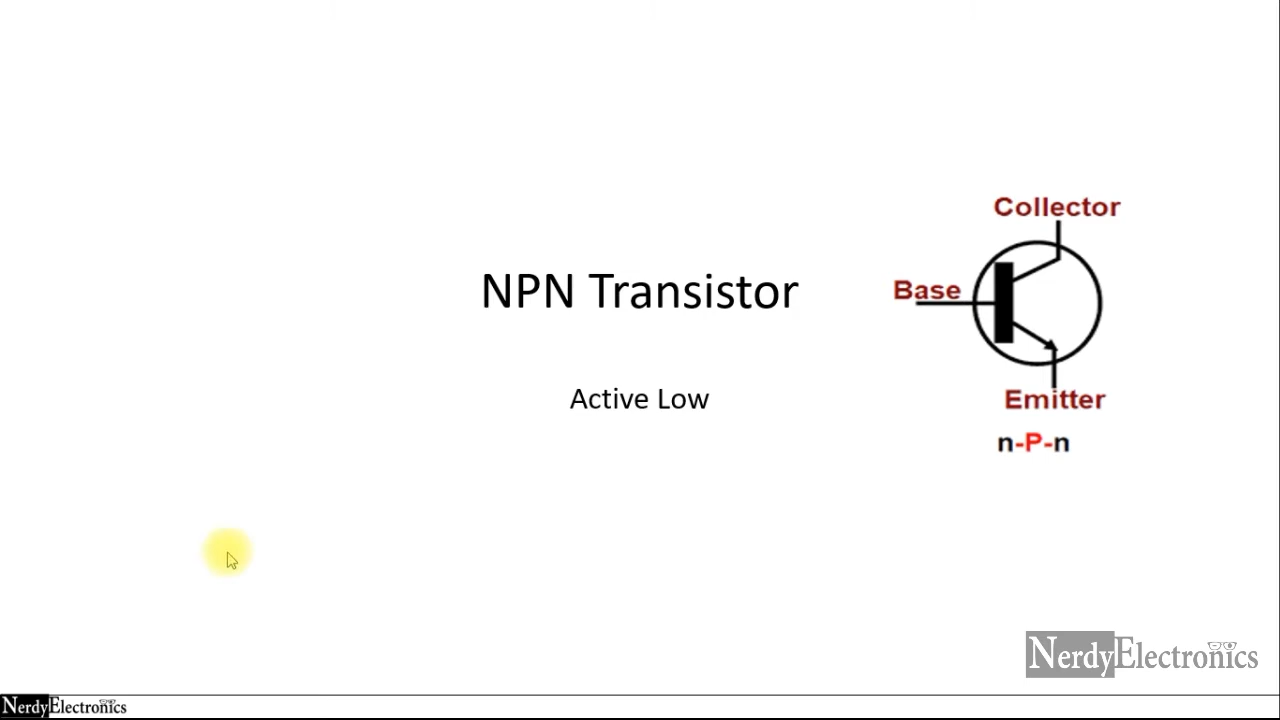 Collector
Base
NPN Transistor
Active Low
Emitter
n-P-n
NerdyElectronics
NerdyElectronics